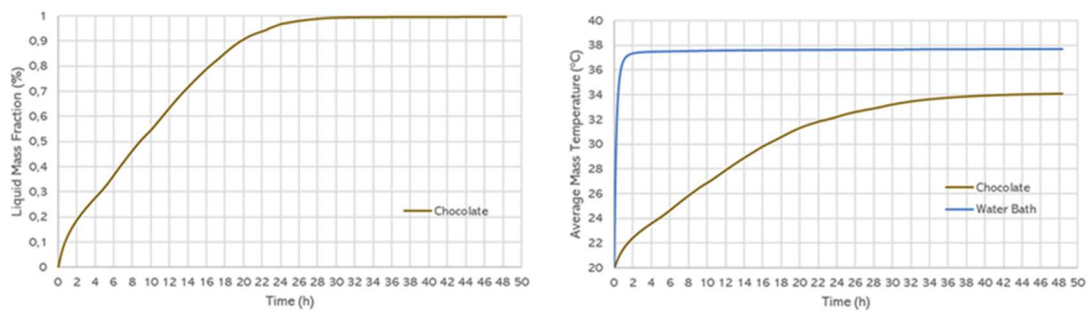 Liquid Mass Fraction (%)
1
0,9
0,8
0,7
0,6
0,5
0,4
0,3
0,2
0,1
0
0 2 4 6 8 10 12 14 16 18 20 22 24 26 28 30 32 34 36 38 40 42 44 46 48 50
Time (h)
Chocolate
Average Mass Temperature (°C)
40
38
36
34
32
30
28
26
24
22
20
0 2 4 6 8 10 12 14 16 18 20 22 24 26 28 30 32 34 36 38 40 42 44 46 48 50
Time (h)
Chocolate
Water Bath